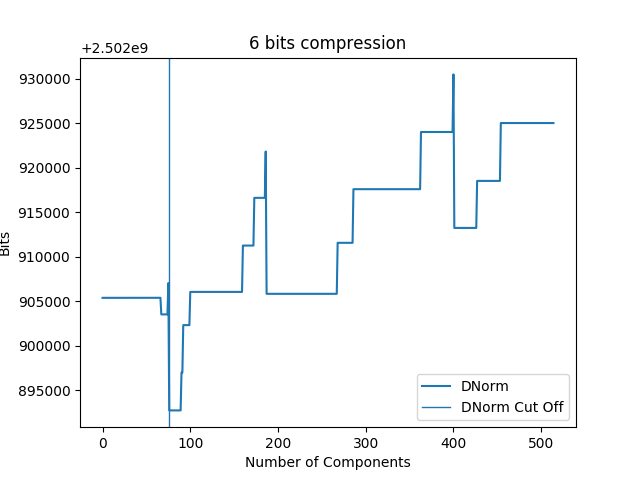 6 bits compression
+2.502e9
930000
925000
920000
915000
910000
905000
900000
895000
Bits
0 100 200 300 400 500
Number of Components
DNorm
DNorm Cut Off